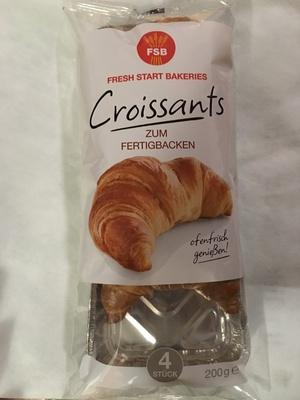 FSB
FRESH START BAKERIES
Croissants
ZUM
FERTIGBACKEN
ofenfrisch
genießen!
4
STÜCK
200g e